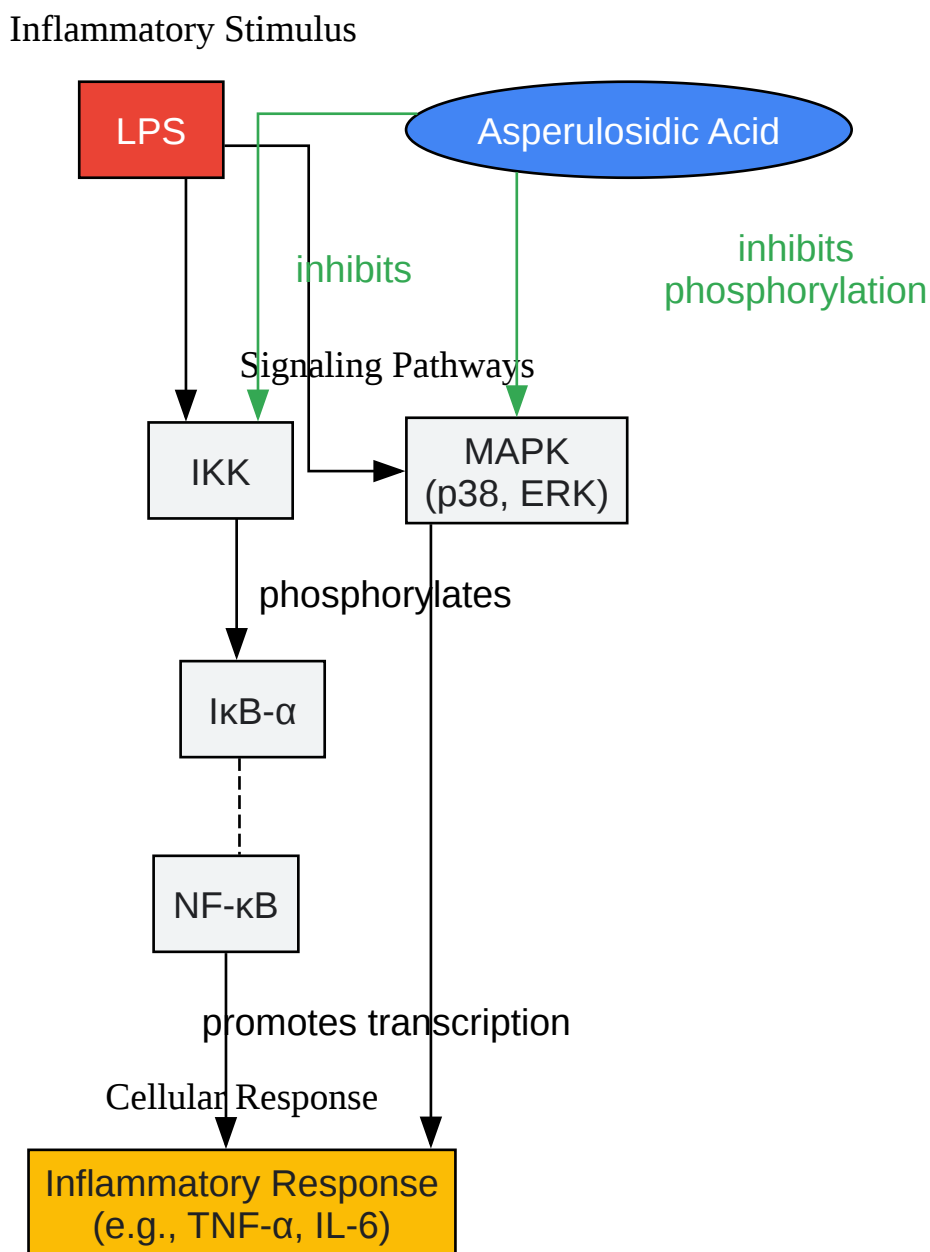 Inflammatory Stimulus
LPS
Asperulosidic Acid
inhibits
inhibits
phosphorylation
Signaling Pathways
IKK
MAPK
(p38, ERK)
phosphorylates
IκB-α
NF-κB
promotes transcription
Cellular Response
Inflammatory Response
(e.g., TNF-α, IL-6)